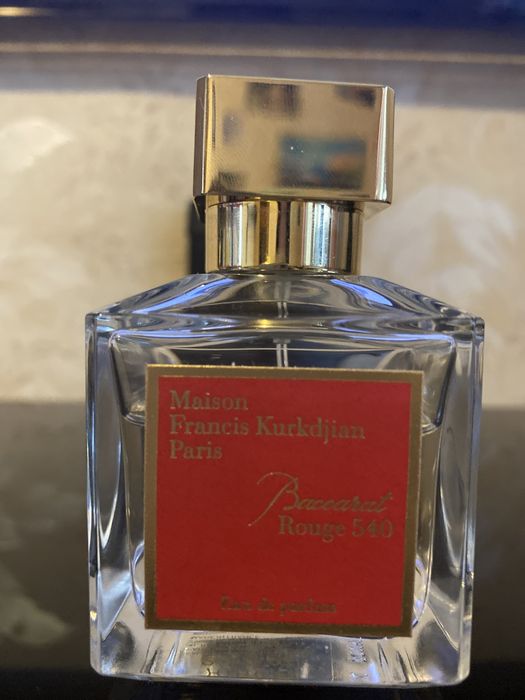 Maison
Francis Kurkdjian
Paris
Baccarat
Rouge 540
Eau de parfum